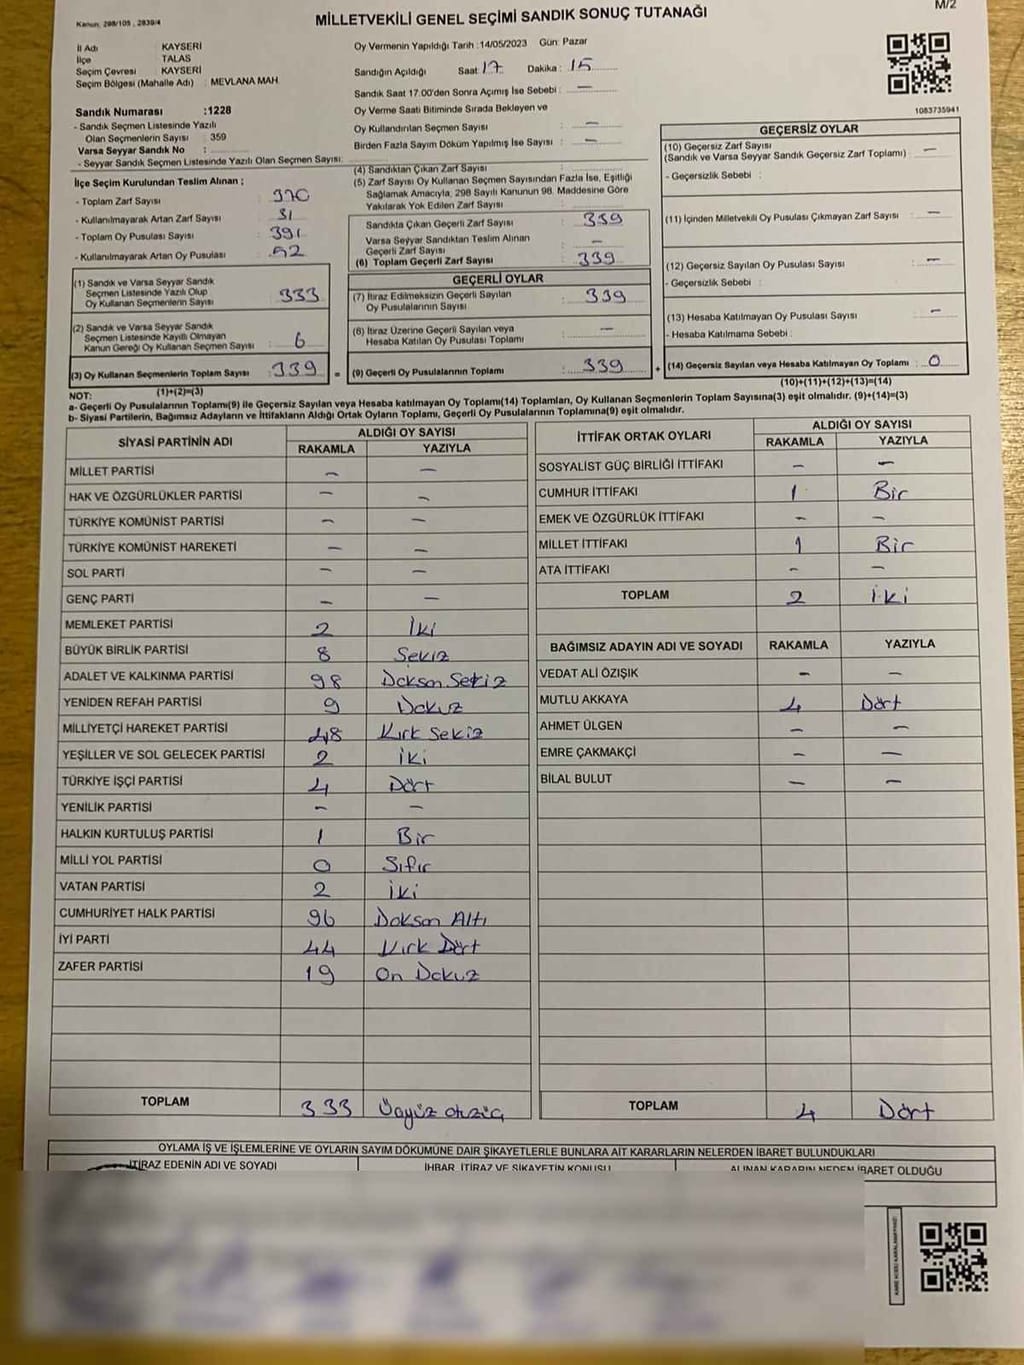 Kanun, 298/105 , 2839/4
M/2
MİLLETVEKİLİ GENEL SEÇİMİ SANDIK SONUÇ TUTANAĞI
İl Adı KAYSERİ
İlçe TALAS
Seçim Çevresi KAYSERİ
Seçim Bölgesi (Mahalle Adı) : MEVLANA MAH.
Sandık Numarası :1228
- Sandık Seçmen Listesinde Yazılı
Olan Seçmenlerin Sayısı : 359
Varsa Seyyar Sandık No :
- Seyyar Sandık Seçmen Listesinde Yazılı Olan Seçmen Sayısı:
Oy Vermenin Yapıldığı Tarih :14/05/2023 Gün: Pazar
Sandığın Açıldığı Saat 17 Dakika : 15
Sandık Saat 17.00'den Sonra Açımış İse Sebebi : —
Oy Verme Saati Bitiminde Sırada Bekleyen ve
Oy Kullandırılan Seçmen Sayısı : —
Birden Fazla Sayım Döküm Yapılmış İse Sayısı : —
1083735941
İlçe Seçim Kurulundan Teslim Alınan ;
- Toplam Zarf Sayısı : 370
- Kullanılmayarak Artan Zarf Sayısı : 31
- Toplam Oy Pusulası Sayısı : 391
- Kullanılmayarak Artan Oy Pusulası : 52
(1) Sandık ve Varsa Seyyar Sandık
Seçmen Listesinde Yazılı Olup
Oy Kullanan Seçmenlerin Sayısı : 333
(2) Sandık ve Varsa Seyyar Sandık
Seçmen Listesinde Kayıtlı Olmayan
Kanun Gereği Oy Kullanan Seçmen Sayısı : 6
(3) Oy Kullanan Seçmenlerin Toplam Sayısı : 339 =
(1)+(2)=(3)
(4) Sandıktan Çıkan Zarf Sayısı :
(5) Zarf Sayısı Oy Kullanan Seçmen Sayısından Fazla İse, Eşitliği
Sağlamak Amacıyla, 298 Sayılı Kanunun 98. Maddesine Göre
Yakılarak Yok Edilen Zarf Sayısı :
Sandıkta Çıkan Geçerli Zarf Sayısı : 339
Varsa Seyyar Sandıktan Teslim Alınan
Geçerli Zarf Sayısı : —
(6) Toplam Geçerli Zarf Sayısı : 339
GEÇERLİ OYLAR
(7) İtiraz Edilmeksizin Geçerli Sayılan
Oy Pusulalarının Sayısı : 339
(8) İtiraz Üzerine Geçerli Sayılan veya
Hesaba Katılan Oy Pusulası Toplamı : —
(9) Geçerli Oy Pusulalarının Toplamı : 339 +
GEÇERSİZ OYLAR
(10) Geçersiz Zarf Sayısı
(Sandık ve Varsa Seyyar Sandık Geçersiz Zarf Toplamı) : —
- Geçersizlik Sebebi :
(11) İçinden Milletvekili Oy Pusulası Çıkmayan Zarf Sayısı : —
(12) Geçersiz Sayılan Oy Pusulası Sayısı : —
- Geçersizlik Sebebi :
(13) Hesaba Katılmayan Oy Pusulası Sayısı : —
- Hesaba Katılmama Sebebi :
(14) Geçersiz Sayılan veya Hesaba Katılmayan Oy Toplamı : 0
(10)+(11)+(12)+(13)=(14)
NOT:
a- Geçerli Oy Pusulalarının Toplamı(9) ile Geçersiz Sayılan veya Hesaba katılmayan Oy Toplamı(14) Toplamları, Oy Kullanan Seçmenlerin Toplam Sayısına(3) eşit olmalıdır. (9)+(14)=(3)
b- Siyasi Partilerin, Bağımsız Adayların ve İttifakların Aldığı Ortak Oyların Toplamı, Geçerli Oy Pusulalarının Toplamına(9) eşit olmalıdır.
SİYASİ PARTİNİN ADI ALDIĞI OY SAYISI
RAKAMLA YAZIYLA
MİLLET PARTİSİ — —
HAK VE ÖZGÜRLÜKLER PARTİSİ — —
TÜRKİYE KOMÜNİST PARTİSİ — —
TÜRKİYE KOMÜNİST HAREKETİ — —
SOL PARTİ — —
GENÇ PARTİ — —
MEMLEKET PARTİSİ 2 İki
BÜYÜK BİRLİK PARTİSİ 8 Sekiz
ADALET VE KALKINMA PARTİSİ 98 Doksan Sekiz
YENİDEN REFAH PARTİSİ 9 Dokuz
MİLLİYETÇİ HAREKET PARTİSİ 48 Kırk Sekiz
YEŞİLLER VE SOL GELECEK PARTİSİ 2 İki
TÜRKİYE İŞÇİ PARTİSİ 4 Dört
YENİLİK PARTİSİ — —
HALKIN KURTULUŞ PARTİSİ 1 Bir
MİLLİ YOL PARTİSİ 0 Sıfır
VATAN PARTİSİ 2 İki
CUMHURİYET HALK PARTİSİ 96 Doksan Altı
İYİ PARTİ 44 Kırk Dört
ZAFER PARTİSİ 19 On Dokuz
TOPLAM 333 Üçyüz otuzüç
İTTİFAK ORTAK OYLARI ALDIĞI OY SAYISI
RAKAMLA YAZIYLA
SOSYALİST GÜÇ BİRLİĞİ İTTİFAKI — —
CUMHUR İTTİFAKI 1 Bir
EMEK VE ÖZGÜRLÜK İTTİFAKI — —
MİLLET İTTİFAKI 1 Bir
ATA İTTİFAKI — —
TOPLAM 2 İki
BAĞIMSIZ ADAYIN ADI VE SOYADI RAKAMLA YAZIYLA
VEDAT ALİ ÖZIŞIK — —
MUTLU AKKAYA 4 Dört
AHMET ÜLGEN — —
EMRE ÇAKMAKÇİ — —
BİLAL BULUT — —
TOPLAM 4 Dört
OYLAMA İŞ VE İŞLEMLERİNE VE OYLARIN SAYIM DÖKÜMÜNE DAİR ŞİKAYETLERLE BUNLARA AİT KARARLARIN NELERDEN İBARET BULUNDUKLARI
İTİRAZ EDENİN ADI VE SOYADI İHBAR, İTİRAZ VE ŞİKAYETİN KONUSU ALINAN KARARIN NEDEN İBARET OLDUĞU